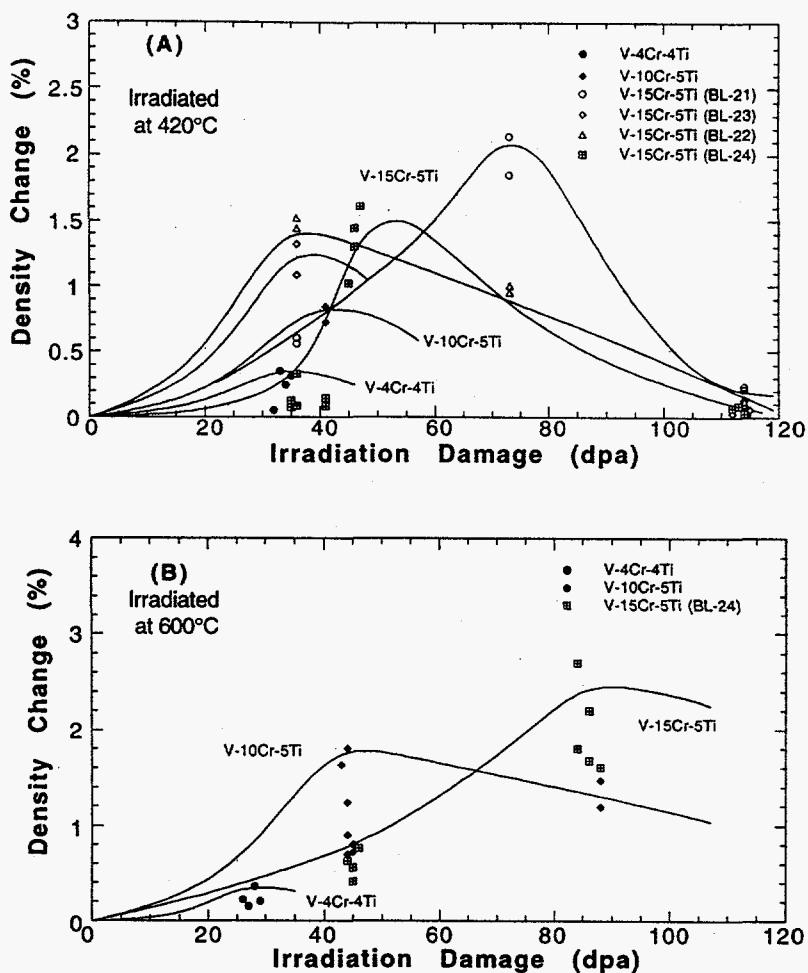 (A)
Irradiated
at 420°C
V-4Cr-4Ti
V-10Cr-5Ti
V-15Cr-5Ti (BL-21)
V-15Cr-5Ti (BL-23)
V-15Cr-5Ti (BL-22)
V-15Cr-5Ti (BL-24)
V-15Cr-5Ti
V-10Cr-5Ti
V-4Cr-4Ti
Density Change (%)
3
2.5
2
1.5
1
0.5
0
0 20 40 60 80 100 120
Irradiation Damage (dpa)
(B)
Irradiated
at 600°C
V-4Cr-4Ti
V-10Cr-5Ti
V-15Cr-5Ti (BL-24)
V-10Cr-5Ti
V-15Cr-5Ti
V-4Cr-4Ti
Density Change (%)
4
3
2
1
0
0 20 40 60 80 100 120
Irradiation Damage (dpa)